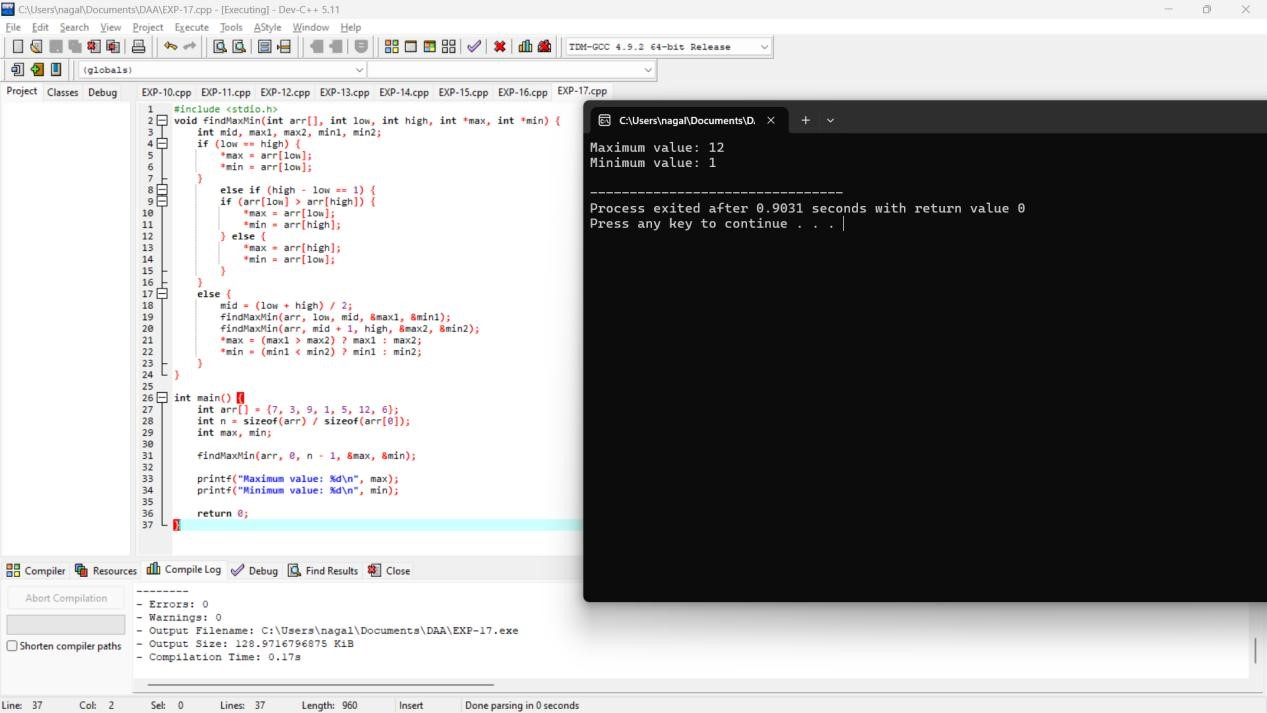 C:\Users\nagal\Documents\DAA\EXP-17.cpp - [Executing] - Dev-C++ 5.11
File Edit Search View Project Execute Tools AStyle Window Help
TDM-GCC 4.9.2 64-bit Release
(globals)
Project Classes Debug
EXP-10.cpp EXP-11.cpp EXP-12.cpp EXP-13.cpp EXP-14.cpp EXP-15.cpp EXP-16.cpp EXP-17.cpp
1 #include <stdio.h>
2 void findMaxMin(int arr[], int low, int high, int *max, int *min) {
3 int mid, max1, max2, min1, min2;
4 if (low == high) {
5 *max = arr[low];
6 *min = arr[low];
7 }
8 else if (high - low == 1) {
9 if (arr[low] > arr[high]) {
10 *max = arr[low];
11 *min = arr[high];
12 } else {
13 *max = arr[high];
14 *min = arr[low];
15 }
16 }
17 else {
18 mid = (low + high) / 2;
19 findMaxMin(arr, low, mid, &max1, &min1);
20 findMaxMin(arr, mid + 1, high, &max2, &min2);
21 *max = (max1 > max2) ? max1 : max2;
22 *min = (min1 < min2) ? min1 : min2;
23 }
24 }
25
26 int main() {
27 int arr[] = {7, 3, 9, 1, 5, 12, 6};
28 int n = sizeof(arr) / sizeof(arr[0]);
29 int max, min;
30
31 findMaxMin(arr, 0, n - 1, &max, &min);
32
33 printf("Maximum value: %d\n", max);
34 printf("Minimum value: %d\n", min);
35
36 return 0;
37 }
C:\Users\nagal\Documents\D.
Maximum value: 12
Minimum value: 1
--------------------------------
Process exited after 0.9031 seconds with return value 0
Press any key to continue . . .
Compiler Resources Compile Log Debug Find Results Close
Abort Compilation
Shorten compiler paths
--------
- Errors: 0
- Warnings: 0
- Output Filename: C:\Users\nagal\Documents\DAA\EXP-17.exe
- Output Size: 128.9716796875 KiB
- Compilation Time: 0.17s
Line: 37 Col: 2 Sel: 0 Lines: 37 Length: 960 Insert Done parsing in 0 seconds